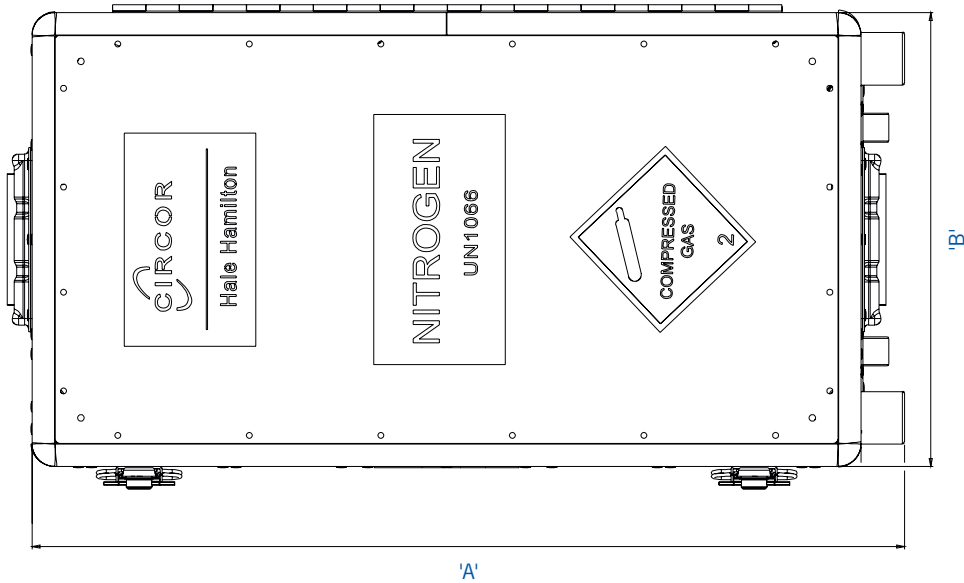 CIRCOR
Hale Hamilton
NITROGEN
UN1066
COMPRESSED
GAS
2
'B'
'A'